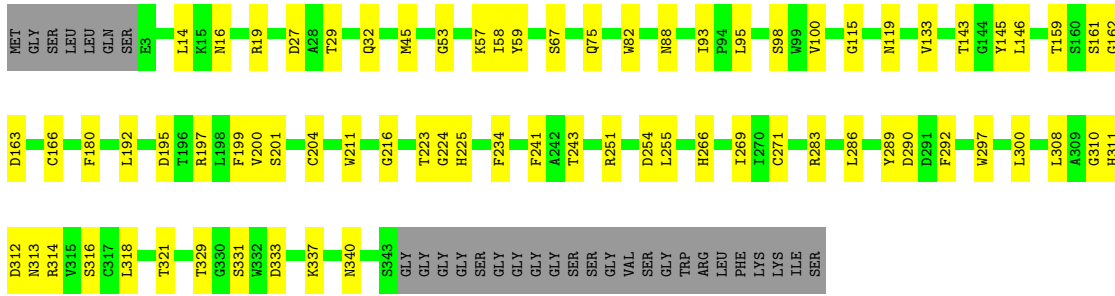 MET GLY SER LEU LEU GLN SER E3 L14 K15 N16 R19 D27 A28 T29 Q32 M45 G53 K57 I58 Y59 S67 Q75 W82 N88 I93 P94 L95 S98 W99 V100 G115 N119 V133 T143 G144 Y145 L146 T159 S160 S161 G162
D163 C166 F180 L192 D195 T196 R197 L198 F199 V200 S201 C204 W211 G216 T223 G224 H225 F234 F241 A242 T243 R251 D254 L255 H266 I269 I270 C271 R283 L286 Y289 D290 D291 F292 W297 L300 L308 A309 G310 H311
D312 N313 R314 V315 S316 C317 L318 T321 T329 G330 S331 W332 D333 K337 N340 S343 GLY GLY GLY GLY SER GLY GLY GLY GLY SER SER GLY VAL SER GLY TRP ARG LEU PHE LYS LYS ILE SER